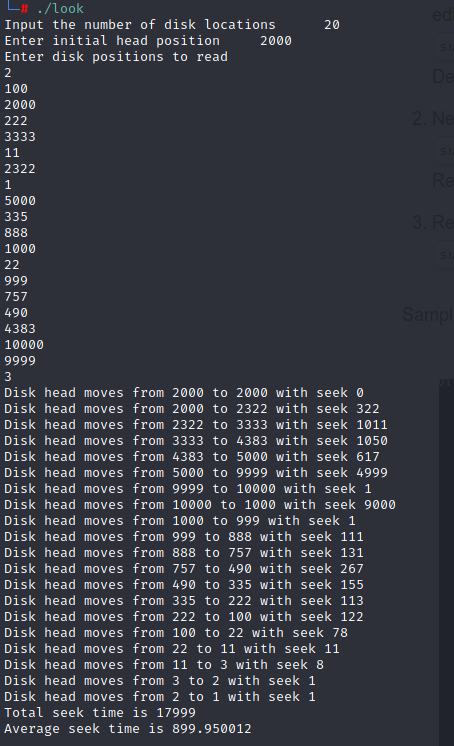 └─# ./look
Input the number of disk locations      20
Enter initial head position     2000
Enter disk positions to read
2
100
2000
222
3333
11
2322
1
5000
335
888
1000
22
999
757
490
4383
10000
9999
3
Disk head moves from 2000 to 2000 with seek 0
Disk head moves from 2000 to 2322 with seek 322
Disk head moves from 2322 to 3333 with seek 1011
Disk head moves from 3333 to 4383 with seek 1050
Disk head moves from 4383 to 5000 with seek 617
Disk head moves from 5000 to 9999 with seek 4999
Disk head moves from 9999 to 10000 with seek 1
Disk head moves from 10000 to 1000 with seek 9000
Disk head moves from 1000 to 999 with seek 1
Disk head moves from 999 to 888 with seek 111
Disk head moves from 888 to 757 with seek 131
Disk head moves from 757 to 490 with seek 267
Disk head moves from 490 to 335 with seek 155
Disk head moves from 335 to 222 with seek 113
Disk head moves from 222 to 100 with seek 122
Disk head moves from 100 to 22 with seek 78
Disk head moves from 22 to 11 with seek 11
Disk head moves from 11 to 3 with seek 8
Disk head moves from 3 to 2 with seek 1
Disk head moves from 2 to 1 with seek 1
Total seek time is 17999
Average seek time is 899.950012